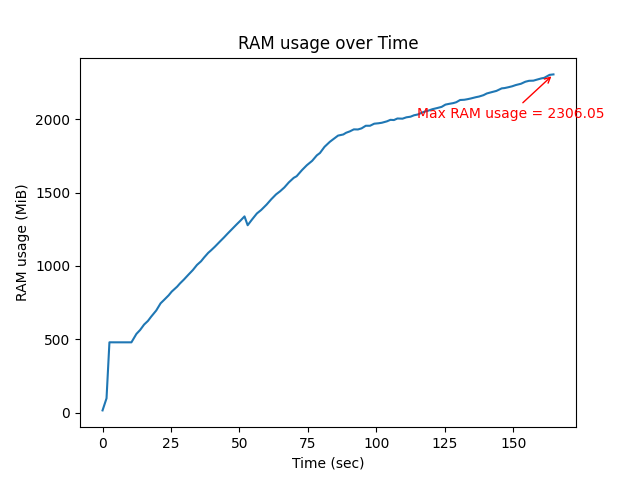 RAM usage over Time
RAM usage (MiB)
2000
1500
1000
500
0
Max RAM usage = 2306.05
0 25 50 75 100 125 150
Time (sec)